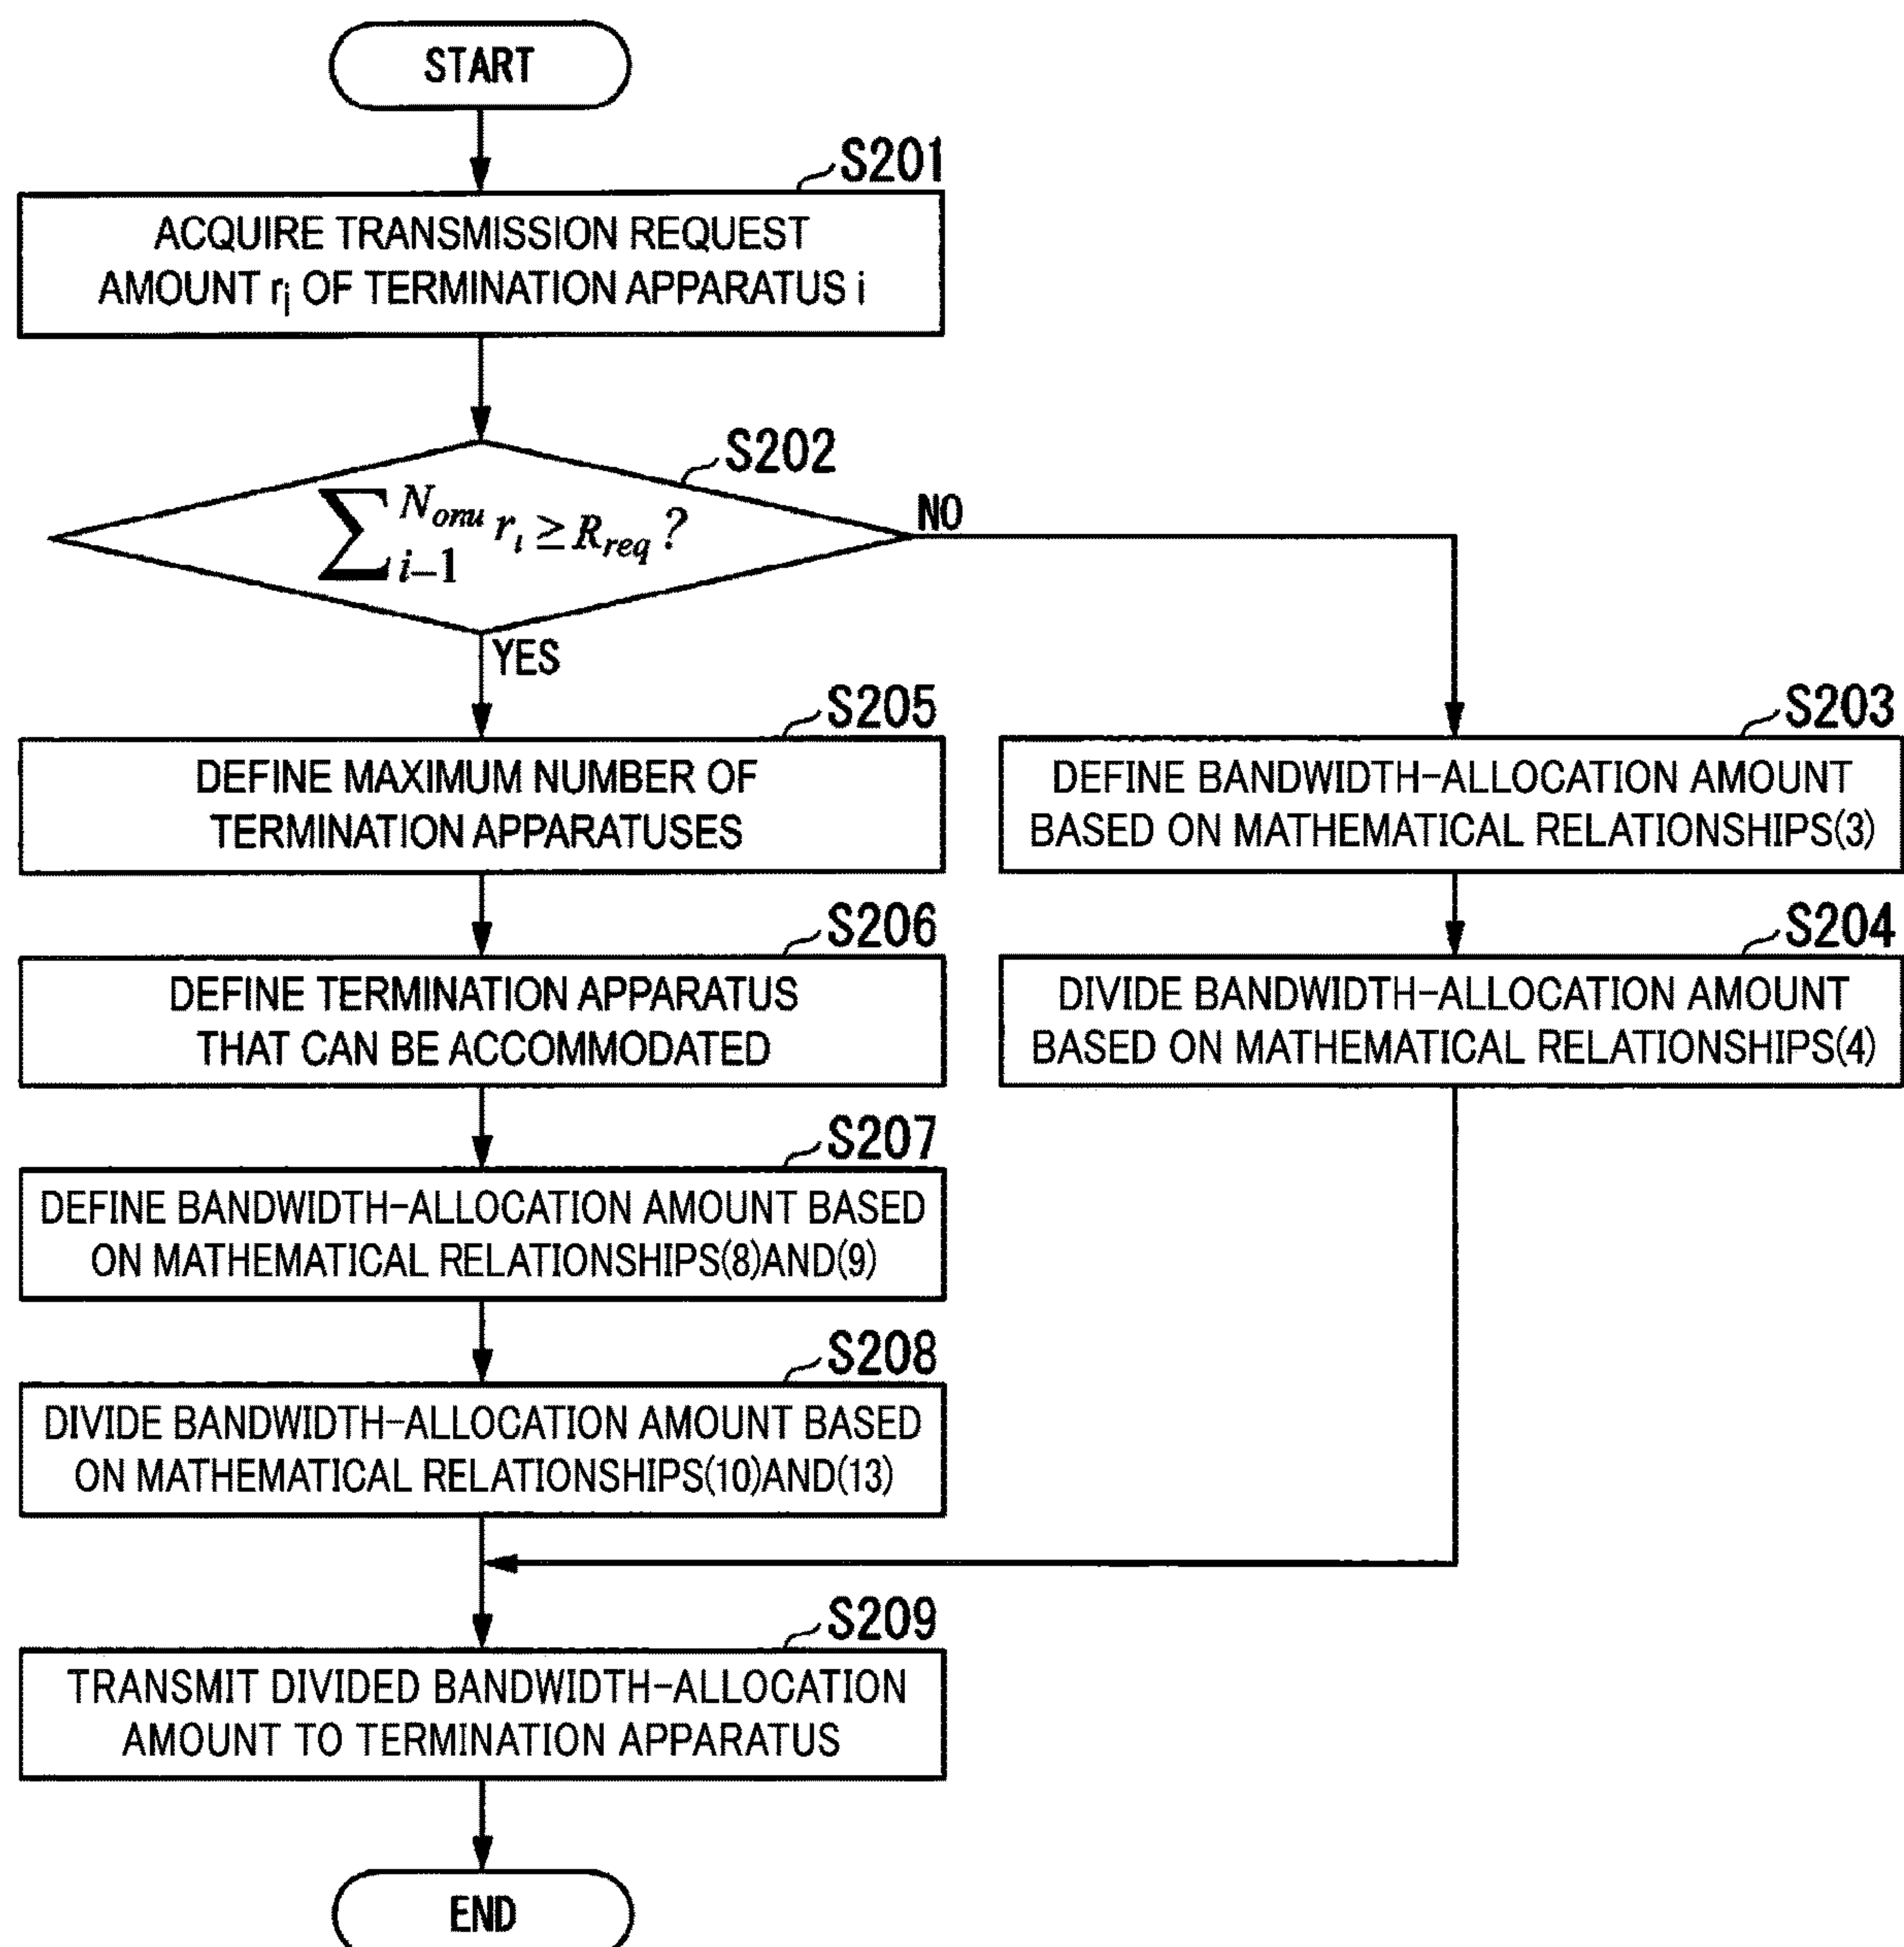 START
S201
ACQUIRE TRANSMISSION REQUEST
AMOUNT ri OF TERMINATION APPARATUS i
S202
∑ i–1 Nonu ri ≥ Rreq ?
NO
YES
S205
DEFINE MAXIMUM NUMBER OF
TERMINATION APPARATUSES
S203
DEFINE BANDWIDTH-ALLOCATION AMOUNT
BASED ON MATHEMATICAL RELATIONSHIPS(3)
S206
DEFINE TERMINATION APPARATUS
THAT CAN BE ACCOMMODATED
S204
DIVIDE BANDWIDTH-ALLOCATION AMOUNT
BASED ON MATHEMATICAL RELATIONSHIPS(4)
S207
DEFINE BANDWIDTH-ALLOCATION AMOUNT BASED
ON MATHEMATICAL RELATIONSHIPS(8)AND(9)
S208
DIVIDE BANDWIDTH-ALLOCATION AMOUNT BASED
ON MATHEMATICAL RELATIONSHIPS(10)AND(13)
S209
TRANSMIT DIVIDED BANDWIDTH-ALLOCATION
AMOUNT TO TERMINATION APPARATUS
END